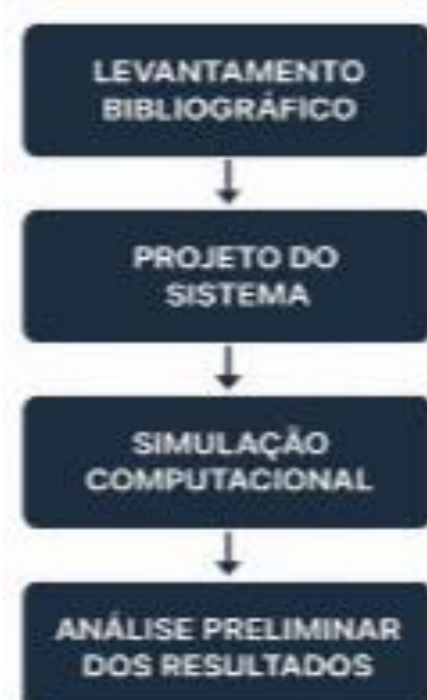 LEVANTAMENTO
BIBLIOGRÁFICO
PROJETO DO
SISTEMA
SIMULAÇÃO
COMPUTACIONAL
ANÁLISE PRELIMINAR
DOS RESULTADOS